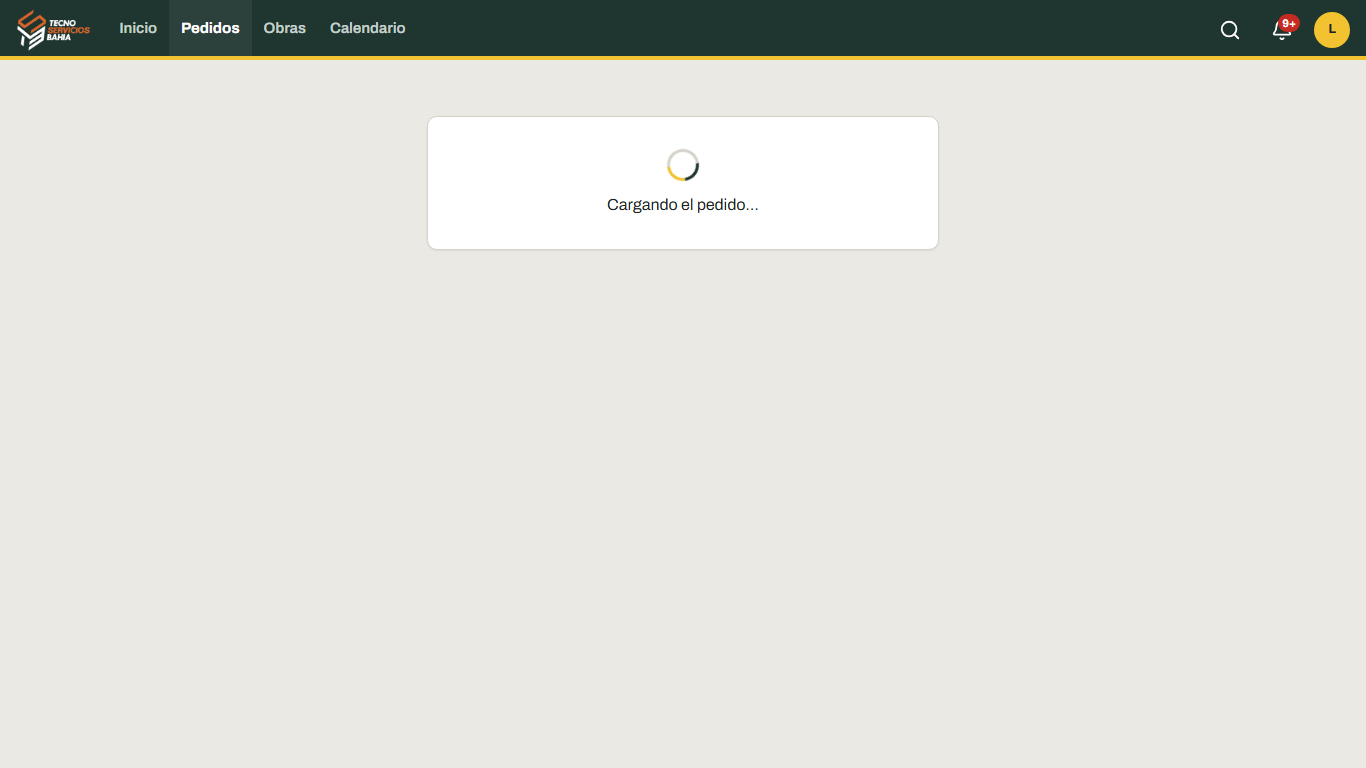 TECNO
SERVICIOS
BAHIA
Inicio
Pedidos
Obras
Calendario
9+
L
Cargando el pedido...